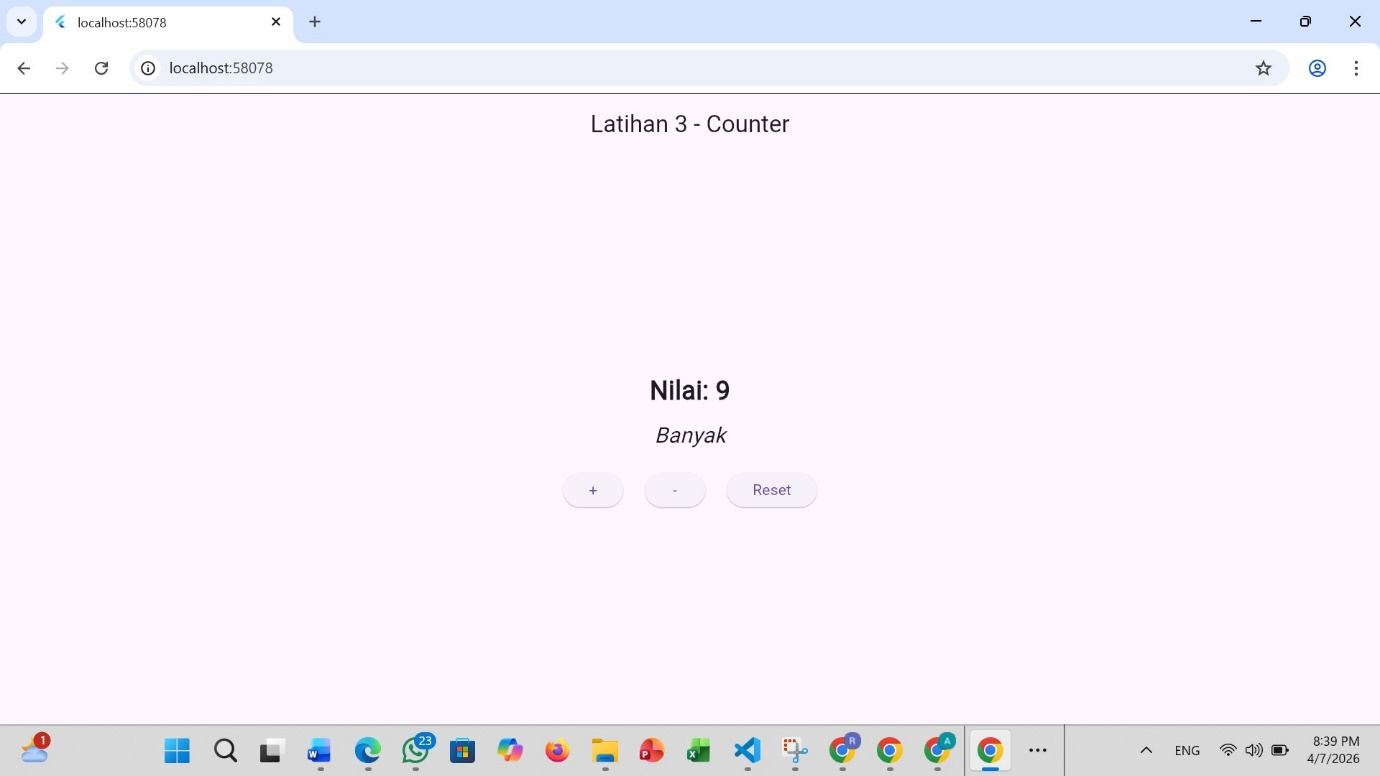 localhost:58078
localhost:58078
Latihan 3 - Counter
Nilai: 9
Banyak
+ - Reset
1
23
R
A
ENG
8:39 PM
4/7/2026